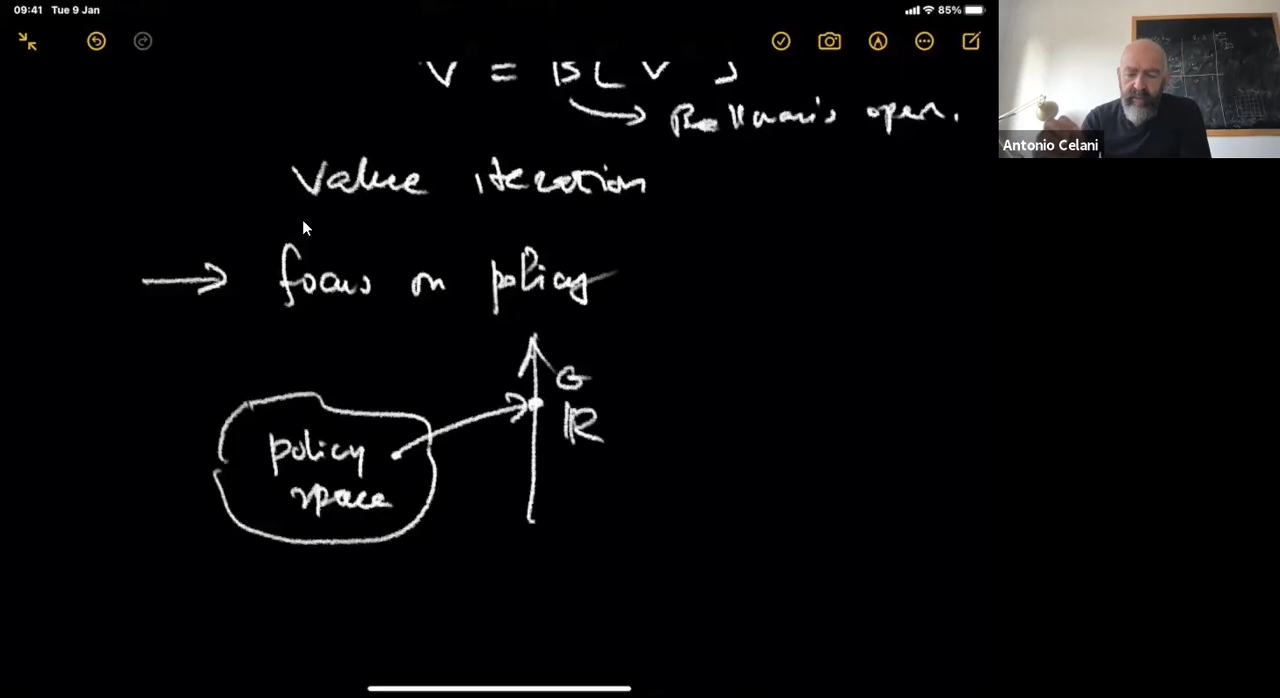 09:41 Tue 9 Jan
85%
V = B[V]
Bellman's oper.
Antonio Celani
Value iteration
→ focus on policy
G
R
policy
space